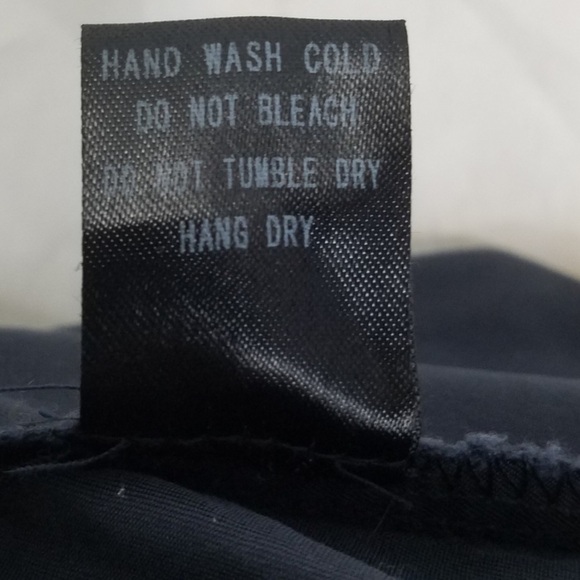 HAND WASH COLD
DO NOT BLEACH
DO NOT TUMBLE DRY
HANG DRY